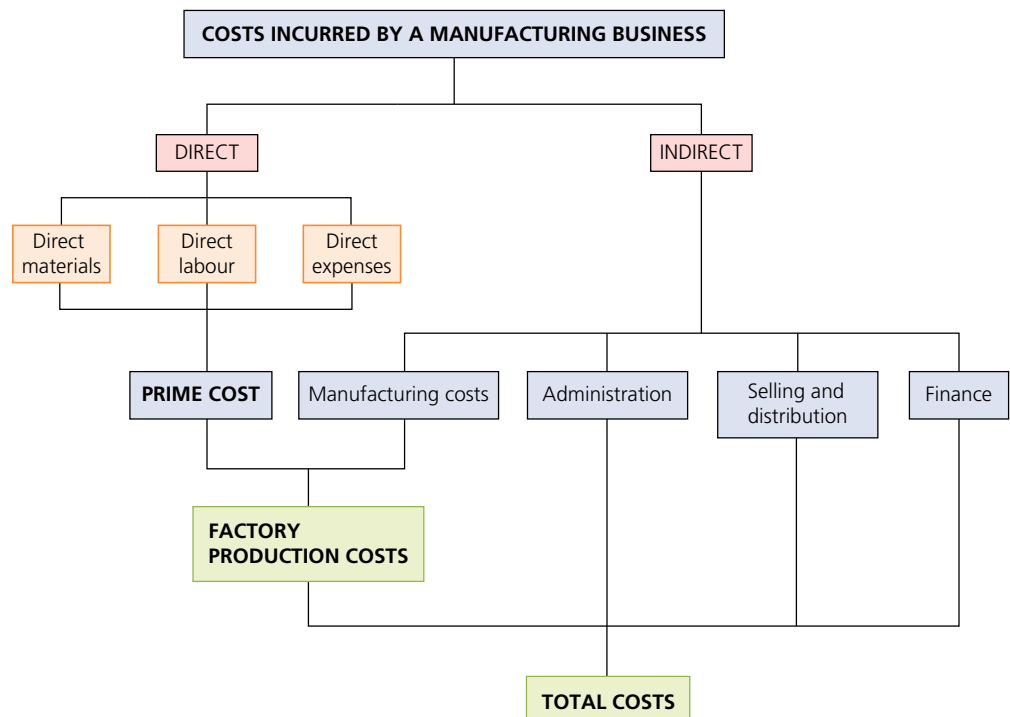 COSTS INCURRED BY A MANUFACTURING BUSINESS
DIRECT
INDIRECT
Direct
materials
Direct
labour
Direct
expenses
PRIME COST
Manufacturing costs
Administration
Selling and
distribution
Finance
FACTORY
PRODUCTION COSTS
TOTAL COSTS